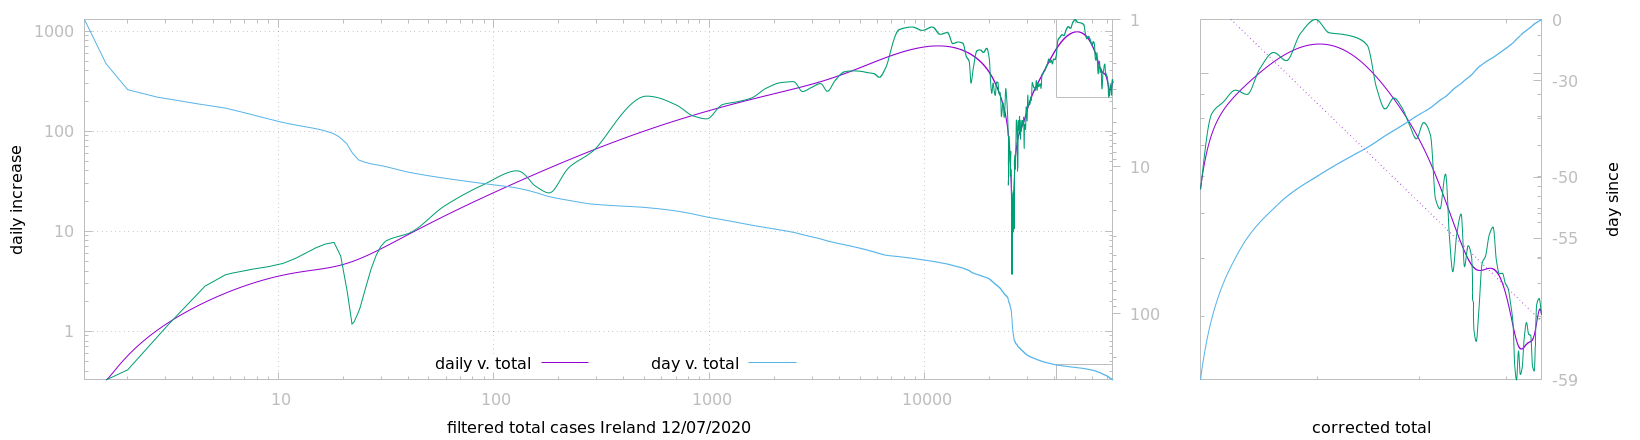 1000
100
10
1
daily increase
10
100
1000
10000
filtered total cases Ireland 12/07/2020
daily v. total
day v. total
1
10
100
0
-30
-50
-55
-59
day since
corrected total